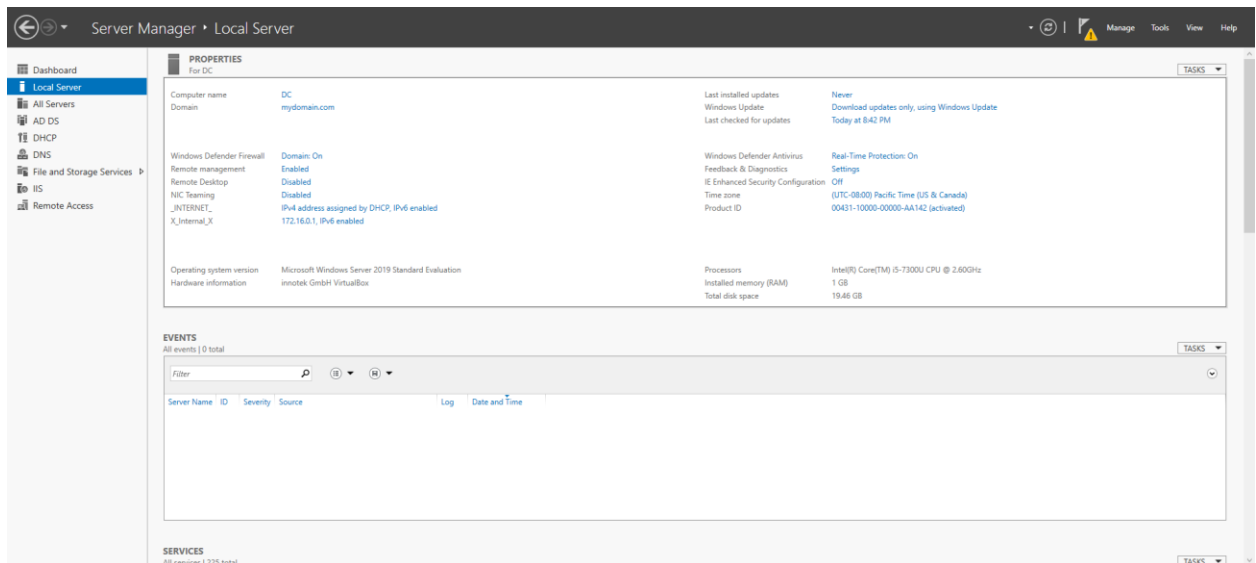 Server Manager • Local Server
Manage Tools View Help
Dashboard
Local Server
All Servers
AD DS
DHCP
DNS
File and Storage Services
IIS
Remote Access
PROPERTIES
For DC
TASKS
Computer name DC
Domain mydomain.com
Last installed updates Never
Windows Update Download updates only, using Windows Update
Last checked for updates Today at 8:42 PM
Windows Defender Firewall Domain: On
Remote management Enabled
Remote Desktop Disabled
NIC Teaming Disabled
_INTERNET_ IPv4 address assigned by DHCP, IPv6 enabled
X_Internal_X 172.16.0.1, IPv6 enabled
Windows Defender Antivirus Real-Time Protection: On
Feedback & Diagnostics Settings
IE Enhanced Security Configuration Off
Time zone (UTC-08:00) Pacific Time (US & Canada)
Product ID 00431-10000-00000-AA142 (activated)
Operating system version Microsoft Windows Server 2019 Standard Evaluation
Hardware information innotek GmbH VirtualBox
Processors Intel(R) Core(TM) i5-7300U CPU @ 2.60GHz
Installed memory (RAM) 1 GB
Total disk space 19.46 GB
EVENTS
All events | 0 total
TASKS
Filter
Server Name ID Severity Source Log Date and Time
SERVICES
All services | 235 total
TASKS